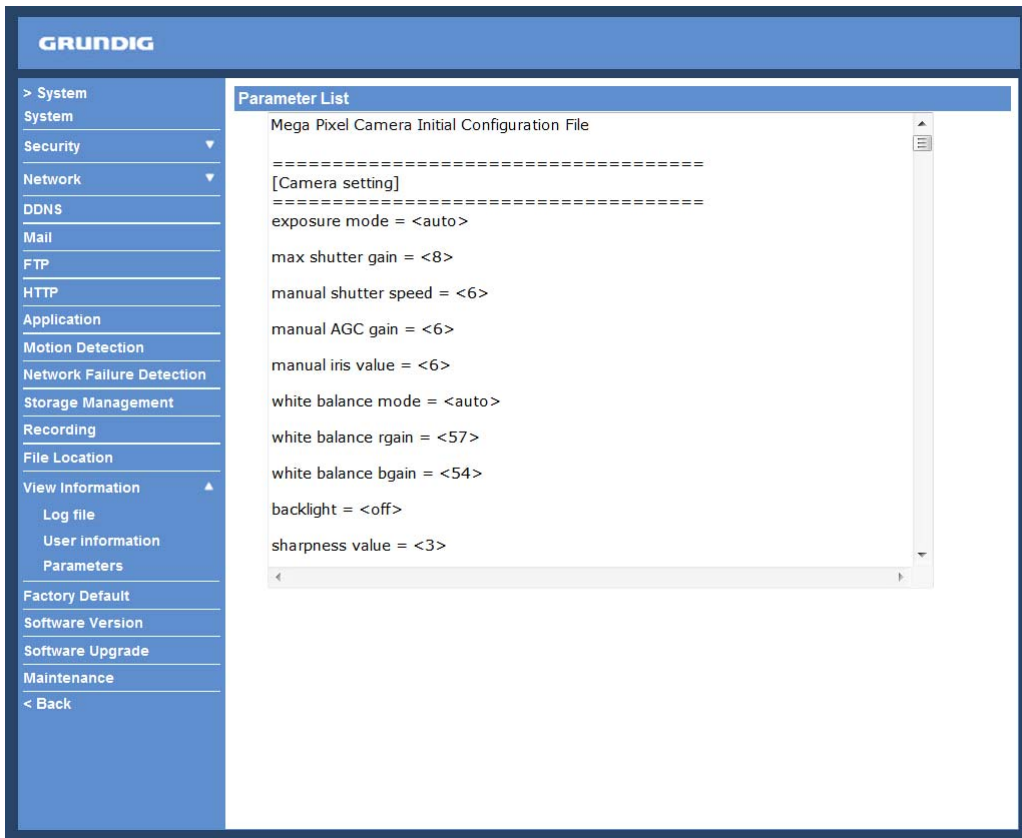 GRUNDIG
> System
System
Security
Network
DDNS
Mail
FTP
HTTP
Application
Motion Detection
Network Failure Detection
Storage Management
Recording
File Location
View Information
Log file
User information
Parameters
Factory Default
Software Version
Software Upgrade
Maintenance
< Back
Parameter List
Mega Pixel Camera Initial Configuration File
====================================
[Camera setting]
====================================
exposure mode = <auto>
max shutter gain = <8>
manual shutter speed = <6>
manual AGC gain = <6>
manual iris value = <6>
white balance mode = <auto>
white balance rgain = <57>
white balance bgain = <54>
backlight = <off>
sharpness value = <3>